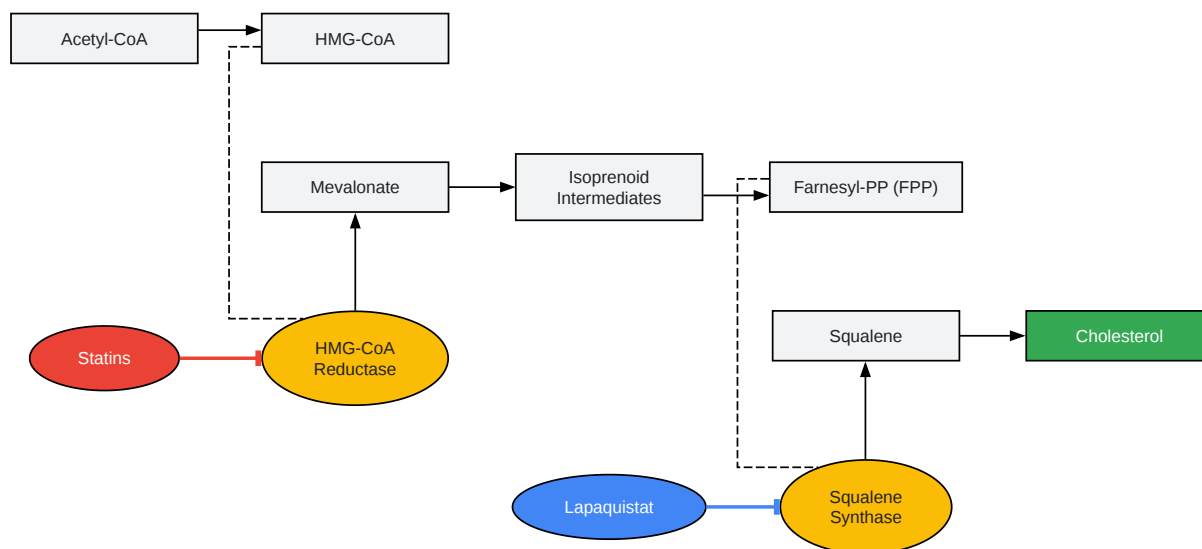 Acetyl-CoA
HMG-CoA
Mevalonate
Isoprenoid
Intermediates
Farnesyl-PP (FPP)
Statins
HMG-CoA
Reductase
Squalene
Cholesterol
Lapaquistat
Squalene
Synthase